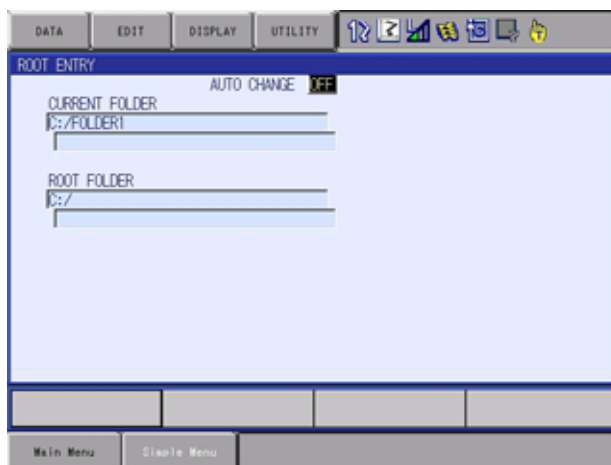 DATA EDIT DISPLAY UTILITY
ROOT ENTRY
AUTO CHANGE OFF
CURRENT FOLDER
C:/FOLDER1
ROOT FOLDER
C:/
Main Menu Simple Menu